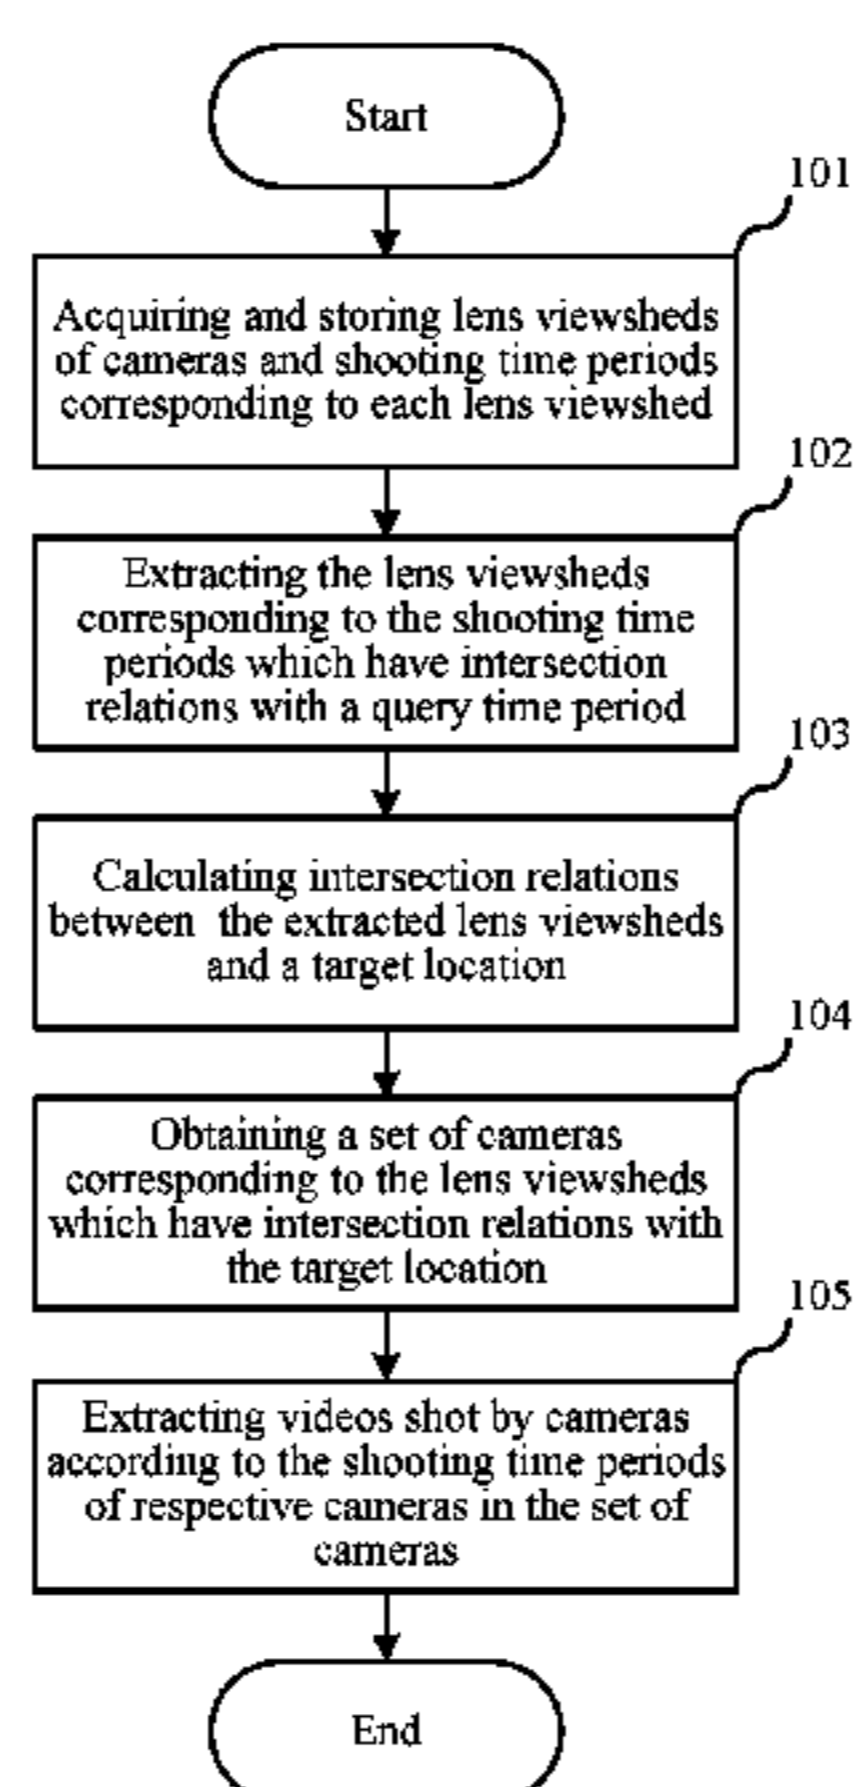 Start
101
Acquiring and storing lens viewsheds
of cameras and shooting time periods
corresponding to each lens viewshed
102
Extracting the lens viewsheds
corresponding to the shooting time
periods which have intersection
relations with a query time period
103
Calculating intersection relations
between the extracted lens viewsheds
and a target location
104
Obtaining a set of cameras
corresponding to the lens viewsheds
which have intersection relations with
the target location
105
Extracting videos shot by cameras
according to the shooting time periods
of respective cameras in the set of
cameras
End